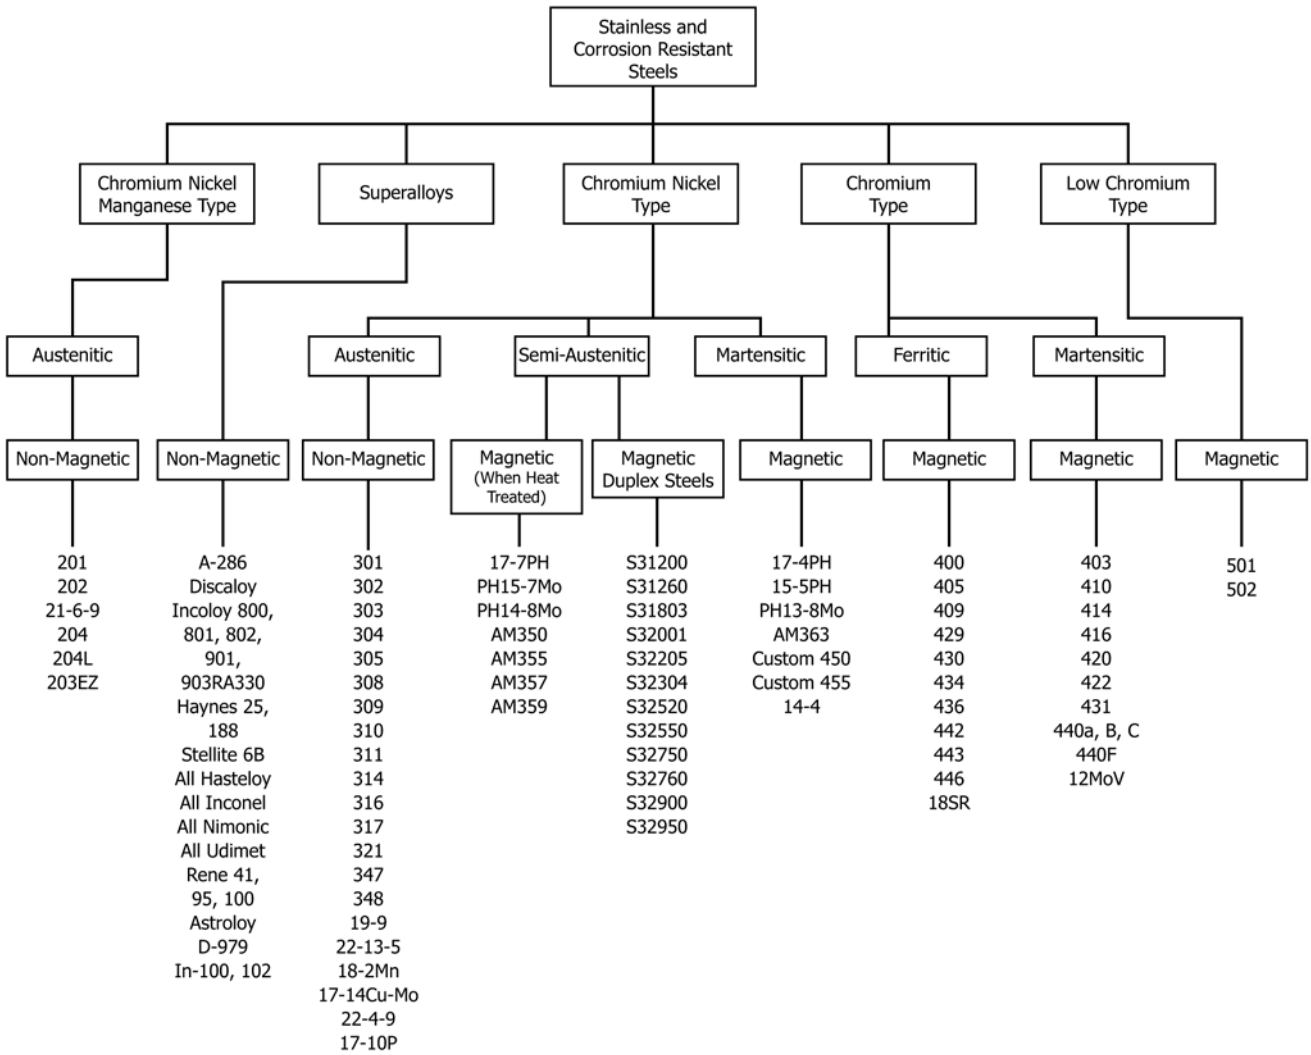 Stainless and
Corrosion Resistant
Steels
Chromium Nickel
Manganese Type
Superalloys
Chromium Nickel
Type
Chromium
Type
Low Chromium
Type
Austenitic
Austenitic
Semi-Austenitic
Martensitic
Ferritic
Martensitic
Non-Magnetic
Non-Magnetic
Non-Magnetic
Magnetic
(When Heat
Treated)
Magnetic
Duplex Steels
Magnetic
Magnetic
Magnetic
Magnetic
201
202
21-6-9
204
204L
203EZ
A-286
Discaloy
Incoloy 800,
801, 802,
901,
903RA330
Haynes 25,
188
Stellite 6B
All Hasteloy
All Inconel
All Nimonic
All Udimet
Rene 41,
95, 100
Astroloy
D-979
In-100, 102
301
302
303
304
305
308
309
310
311
314
316
317
321
347
348
19-9
22-13-5
18-2Mn
17-14Cu-Mo
22-4-9
17-10P
17-7PH
PH15-7Mo
PH14-8Mo
AM350
AM355
AM357
AM359
S31200
S31260
S31803
S32001
S32205
S32304
S32520
S32550
S32750
S32760
S32900
S32950
17-4PH
15-5PH
PH13-8Mo
AM363
Custom 450
Custom 455
14-4
400
405
409
429
430
434
436
442
443
446
18SR
403
410
414
416
420
422
431
440a, B, C
440F
12MoV
501
502